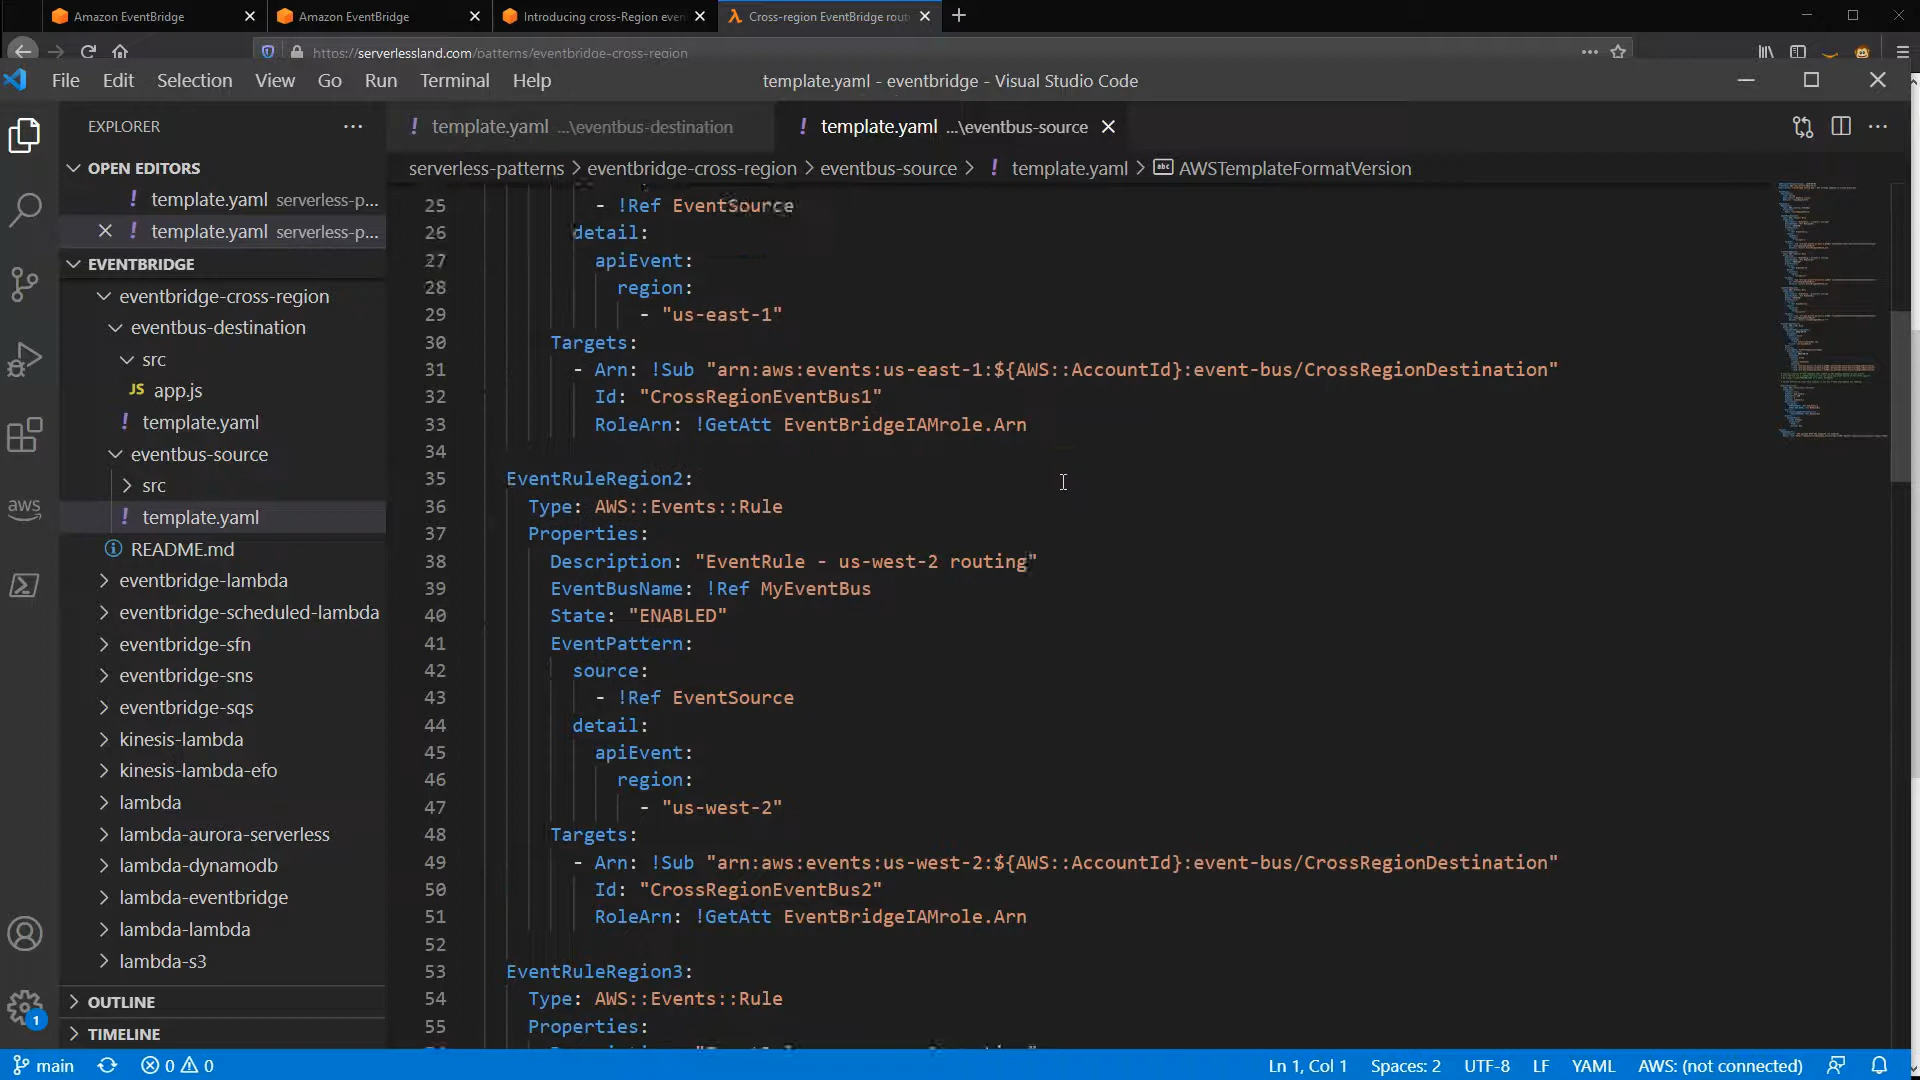 Amazon EventBridge
Amazon EventBridge
Introducing cross-Region even
Cross-region EventBridge rout
https://serverlessland.com/patterns/eventbridge-cross-region
File Edit Selection View Go Run Terminal Help
template.yaml - eventbridge - Visual Studio Code
EXPLORER
OPEN EDITORS
! template.yaml serverless-p...
! template.yaml serverless-p...
EVENTBRIDGE
eventbridge-cross-region
eventbus-destination
src
JS app.js
! template.yaml
eventbus-source
src
! template.yaml
README.md
eventbridge-lambda
eventbridge-scheduled-lambda
eventbridge-sfn
eventbridge-sns
eventbridge-sqs
kinesis-lambda
kinesis-lambda-efo
lambda
lambda-aurora-serverless
lambda-dynamodb
lambda-eventbridge
lambda-lambda
lambda-s3
OUTLINE
TIMELINE
aws
1
! template.yaml ...\eventbus-destination
! template.yaml ...\eventbus-source
serverless-patterns > eventbridge-cross-region > eventbus-source > ! template.yaml > abc AWSTemplateFormatVersion
25 - !Ref EventSource
26 detail:
27 apiEvent:
28 region:
29 - "us-east-1"
30 Targets:
31 - Arn: !Sub "arn:aws:events:us-east-1:${AWS::AccountId}:event-bus/CrossRegionDestination"
32 Id: "CrossRegionEventBus1"
33 RoleArn: !GetAtt EventBridgeIAMrole.Arn
34
35 EventRuleRegion2:
36 Type: AWS::Events::Rule
37 Properties:
38 Description: "EventRule - us-west-2 routing"
39 EventBusName: !Ref MyEventBus
40 State: "ENABLED"
41 EventPattern:
42 source:
43 - !Ref EventSource
44 detail:
45 apiEvent:
46 region:
47 - "us-west-2"
48 Targets:
49 - Arn: !Sub "arn:aws:events:us-west-2:${AWS::AccountId}:event-bus/CrossRegionDestination"
50 Id: "CrossRegionEventBus2"
51 RoleArn: !GetAtt EventBridgeIAMrole.Arn
52
53 EventRuleRegion3:
54 Type: AWS::Events::Rule
55 Properties:
main 0 0 Ln 1, Col 1 Spaces: 2 UTF-8 LF YAML AWS: (not connected)